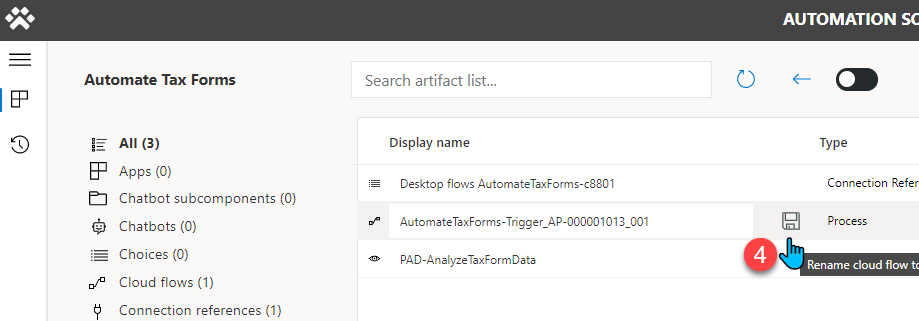 AUTOMATION SO
Automate Tax Forms
Search artifact list...
All (3)
Apps (0)
Chatbot subcomponents (0)
Chatbots (0)
Choices (0)
Cloud flows (1)
Connection references (1)
Display name Type
Desktop flows AutomateTaxForms-c8801 Connection Refer
AutomateTaxForms-Trigger_AP-000001013_001 Process
PAD-AnalyzeTaxFormData
4
Rename cloud flow to